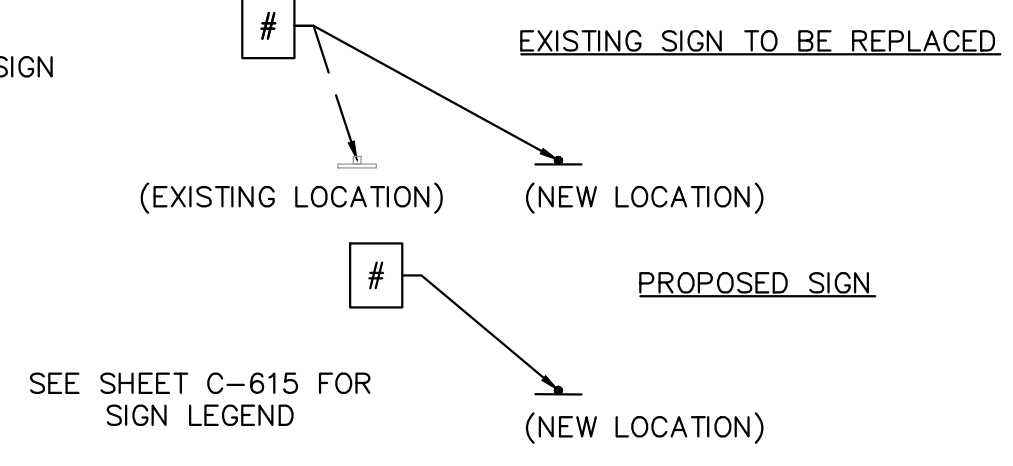 #
EXISTING SIGN TO BE REPLACED
SIGN
(EXISTING LOCATION)
(NEW LOCATION)
#
PROPOSED SIGN
SEE SHEET C-615 FOR
SIGN LEGEND
(NEW LOCATION)